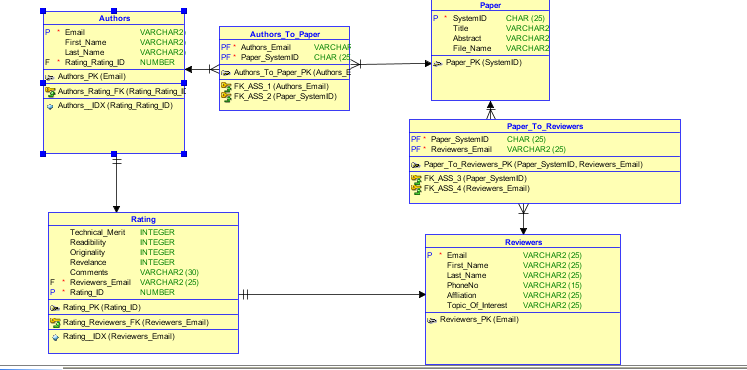 Authors
P * Email VARCHAR2
First_Name VARCHAR2
Last_Name VARCHAR2
F * Rating_Rating_ID NUMBER
Authors_PK (Email)
Authors_Rating_FK (Rating_Rating_ID
Authors__IDX (Rating_Rating_ID)
Authors_To_Paper
PF * Authors_Email VARCHAR
PF * Paper_SystemID CHAR (25
Authors_To_Paper_PK (Authors_E
FK_ASS_1 (Authors_Email)
FK_ASS_2 (Paper_SystemID)
Paper
P * SystemID CHAR (25)
Title VARCHAR2
Abstract VARCHAR2
File_Name VARCHAR2
Paper_PK (SystemID)
Paper_To_Reviewers
PF * Paper_SystemID CHAR (25)
PF * Reviewers_Email VARCHAR2 (25)
Paper_To_Reviewers_PK (Paper_SystemID, Reviewers_Email)
FK_ASS_3 (Paper_SystemID)
FK_ASS_4 (Reviewers_Email)
Rating
Technical_Merit INTEGER
Readibility INTEGER
Originality INTEGER
Revelance INTEGER
Comments VARCHAR2 (30)
F * Reviewers_Email VARCHAR2 (25)
P * Rating_ID NUMBER
Rating_PK (Rating_ID)
Rating_Reviewers_FK (Reviewers_Email)
Rating__IDX (Reviewers_Email)
Reviewers
P * Email VARCHAR2 (25)
First_Name VARCHAR2 (25)
Last_Name VARCHAR2 (25)
PhoneNo VARCHAR2 (15)
Affliation VARCHAR2 (25)
Topic_Of_Interest VARCHAR2 (25)
Reviewers_PK (Email)